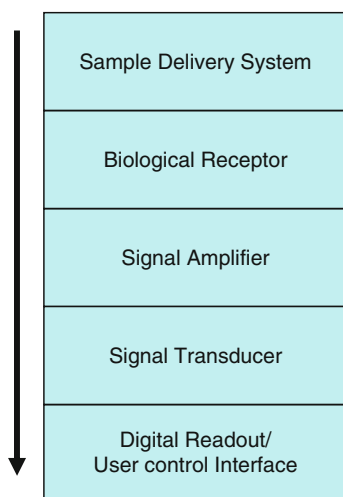 Sample Delivery System
Biological Receptor
Signal Amplifier
Signal Transducer
Digital Readout/
User control Interface